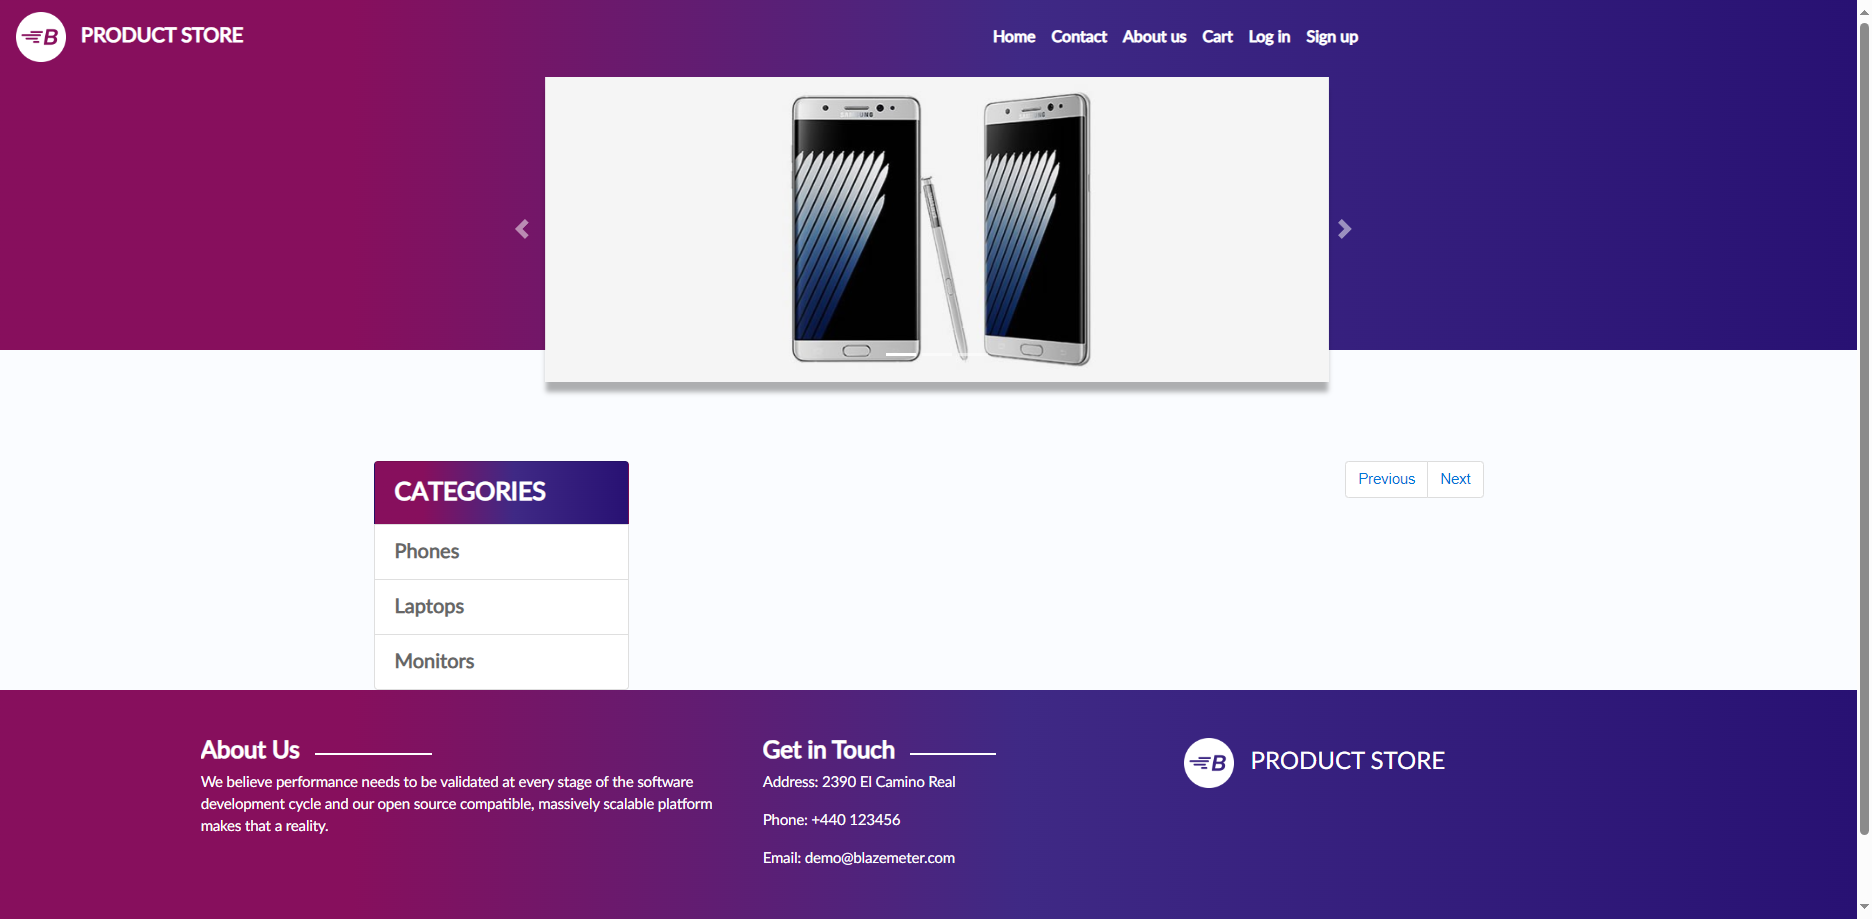 B PRODUCT STORE
Home Contact About us Cart Log in Sign up
SAMSUNG SAMSUNG
CATEGORIES
Phones
Laptops
Monitors
Previous Next
About Us
We believe performance needs to be validated at every stage of the software
development cycle and our open source compatible, massively scalable platform
makes that a reality.
Get in Touch
Address: 2390 El Camino Real
Phone: +440 123456
Email: demo@blazemeter.com
B PRODUCT STORE